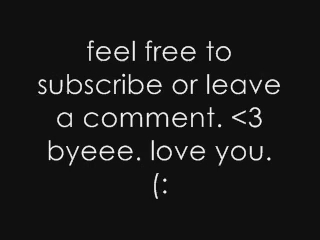 feel free to
subscribe or leave
a comment. <3
byeee. love you.
(: